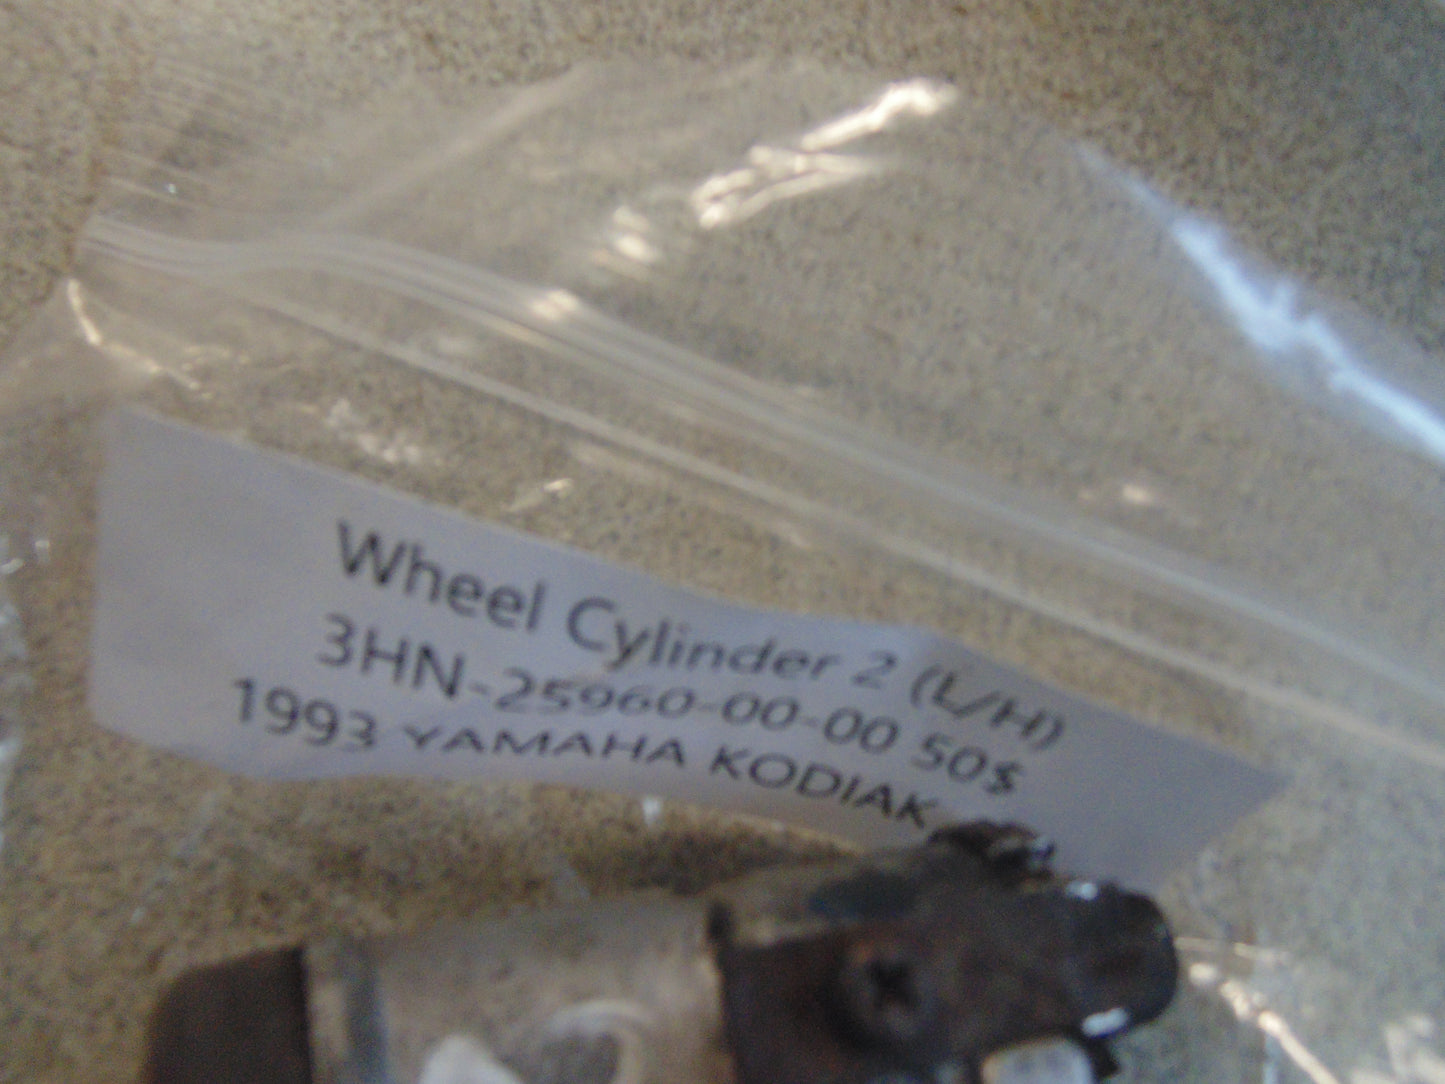 Wheel Cylinder 2 (L/H)
3HN-25960-00-00 50$
1993 YAMAHA KODIAK